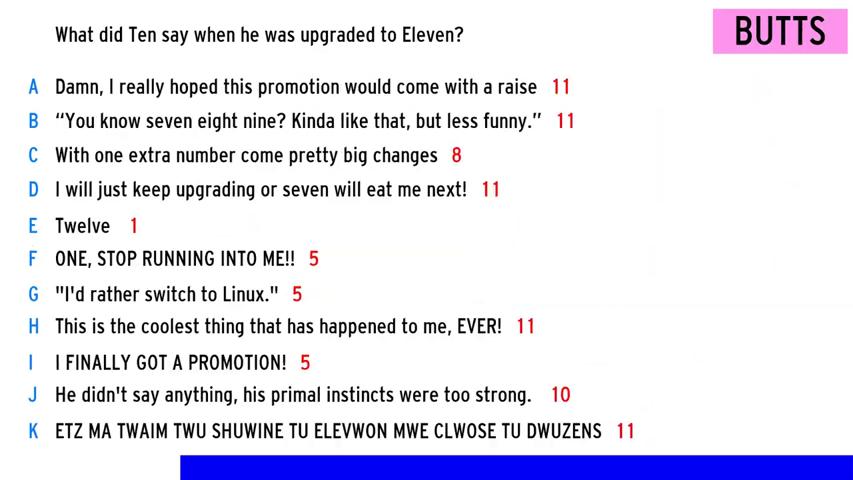 What did Ten say when he was upgraded to Eleven?
BUTTS
A Damn, I really hoped this promotion would come with a raise 11
B “You know seven eight nine? Kinda like that, but less funny.” 11
C With one extra number come pretty big changes 8
D I will just keep upgrading or seven will eat me next! 11
E Twelve 1
F ONE, STOP RUNNING INTO ME!! 5
G "I'd rather switch to Linux." 5
H This is the coolest thing that has happened to me, EVER! 11
I I FINALLY GOT A PROMOTION! 5
J He didn't say anything, his primal instincts were too strong. 10
K ETZ MA TWAIM TWU SHUWINE TU ELEVWON MWE CLWOSE TU DWUZENS 11